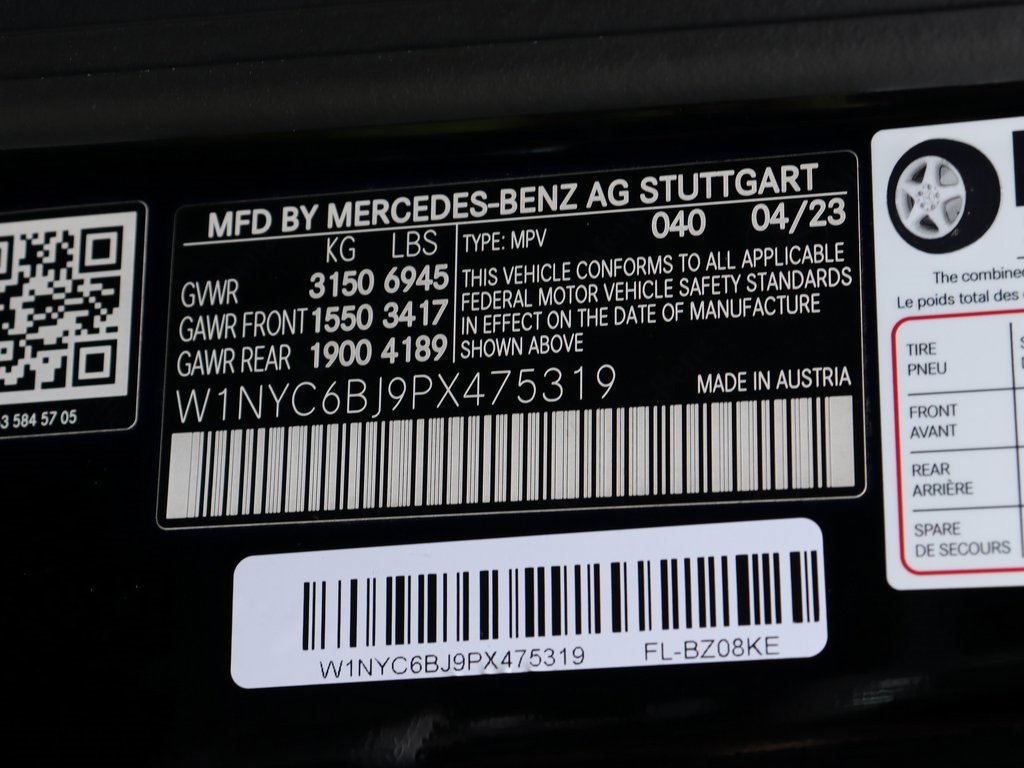 MFD BY MERCEDES-BENZ AG STUTTGART
KG LBS
GVWR 3150 6945
GAWR FRONT 1550 3417
GAWR REAR 1900 4189
TYPE: MPV 040 04/23
THIS VEHICLE CONFORMS TO ALL APPLICABLE
FEDERAL MOTOR VEHICLE SAFETY STANDARDS
IN EFFECT ON THE DATE OF MANUFACTURE
SHOWN ABOVE
W1NYC6BJ9PX475319
MADE IN AUSTRIA
3 584 57 05
W1NYC6BJ9PX475319 FL-BZ08KE
The combined
Le poids total des
TIRE
PNEU
FRONT
AVANT
REAR
ARRIÈRE
SPARE
DE SECOURS